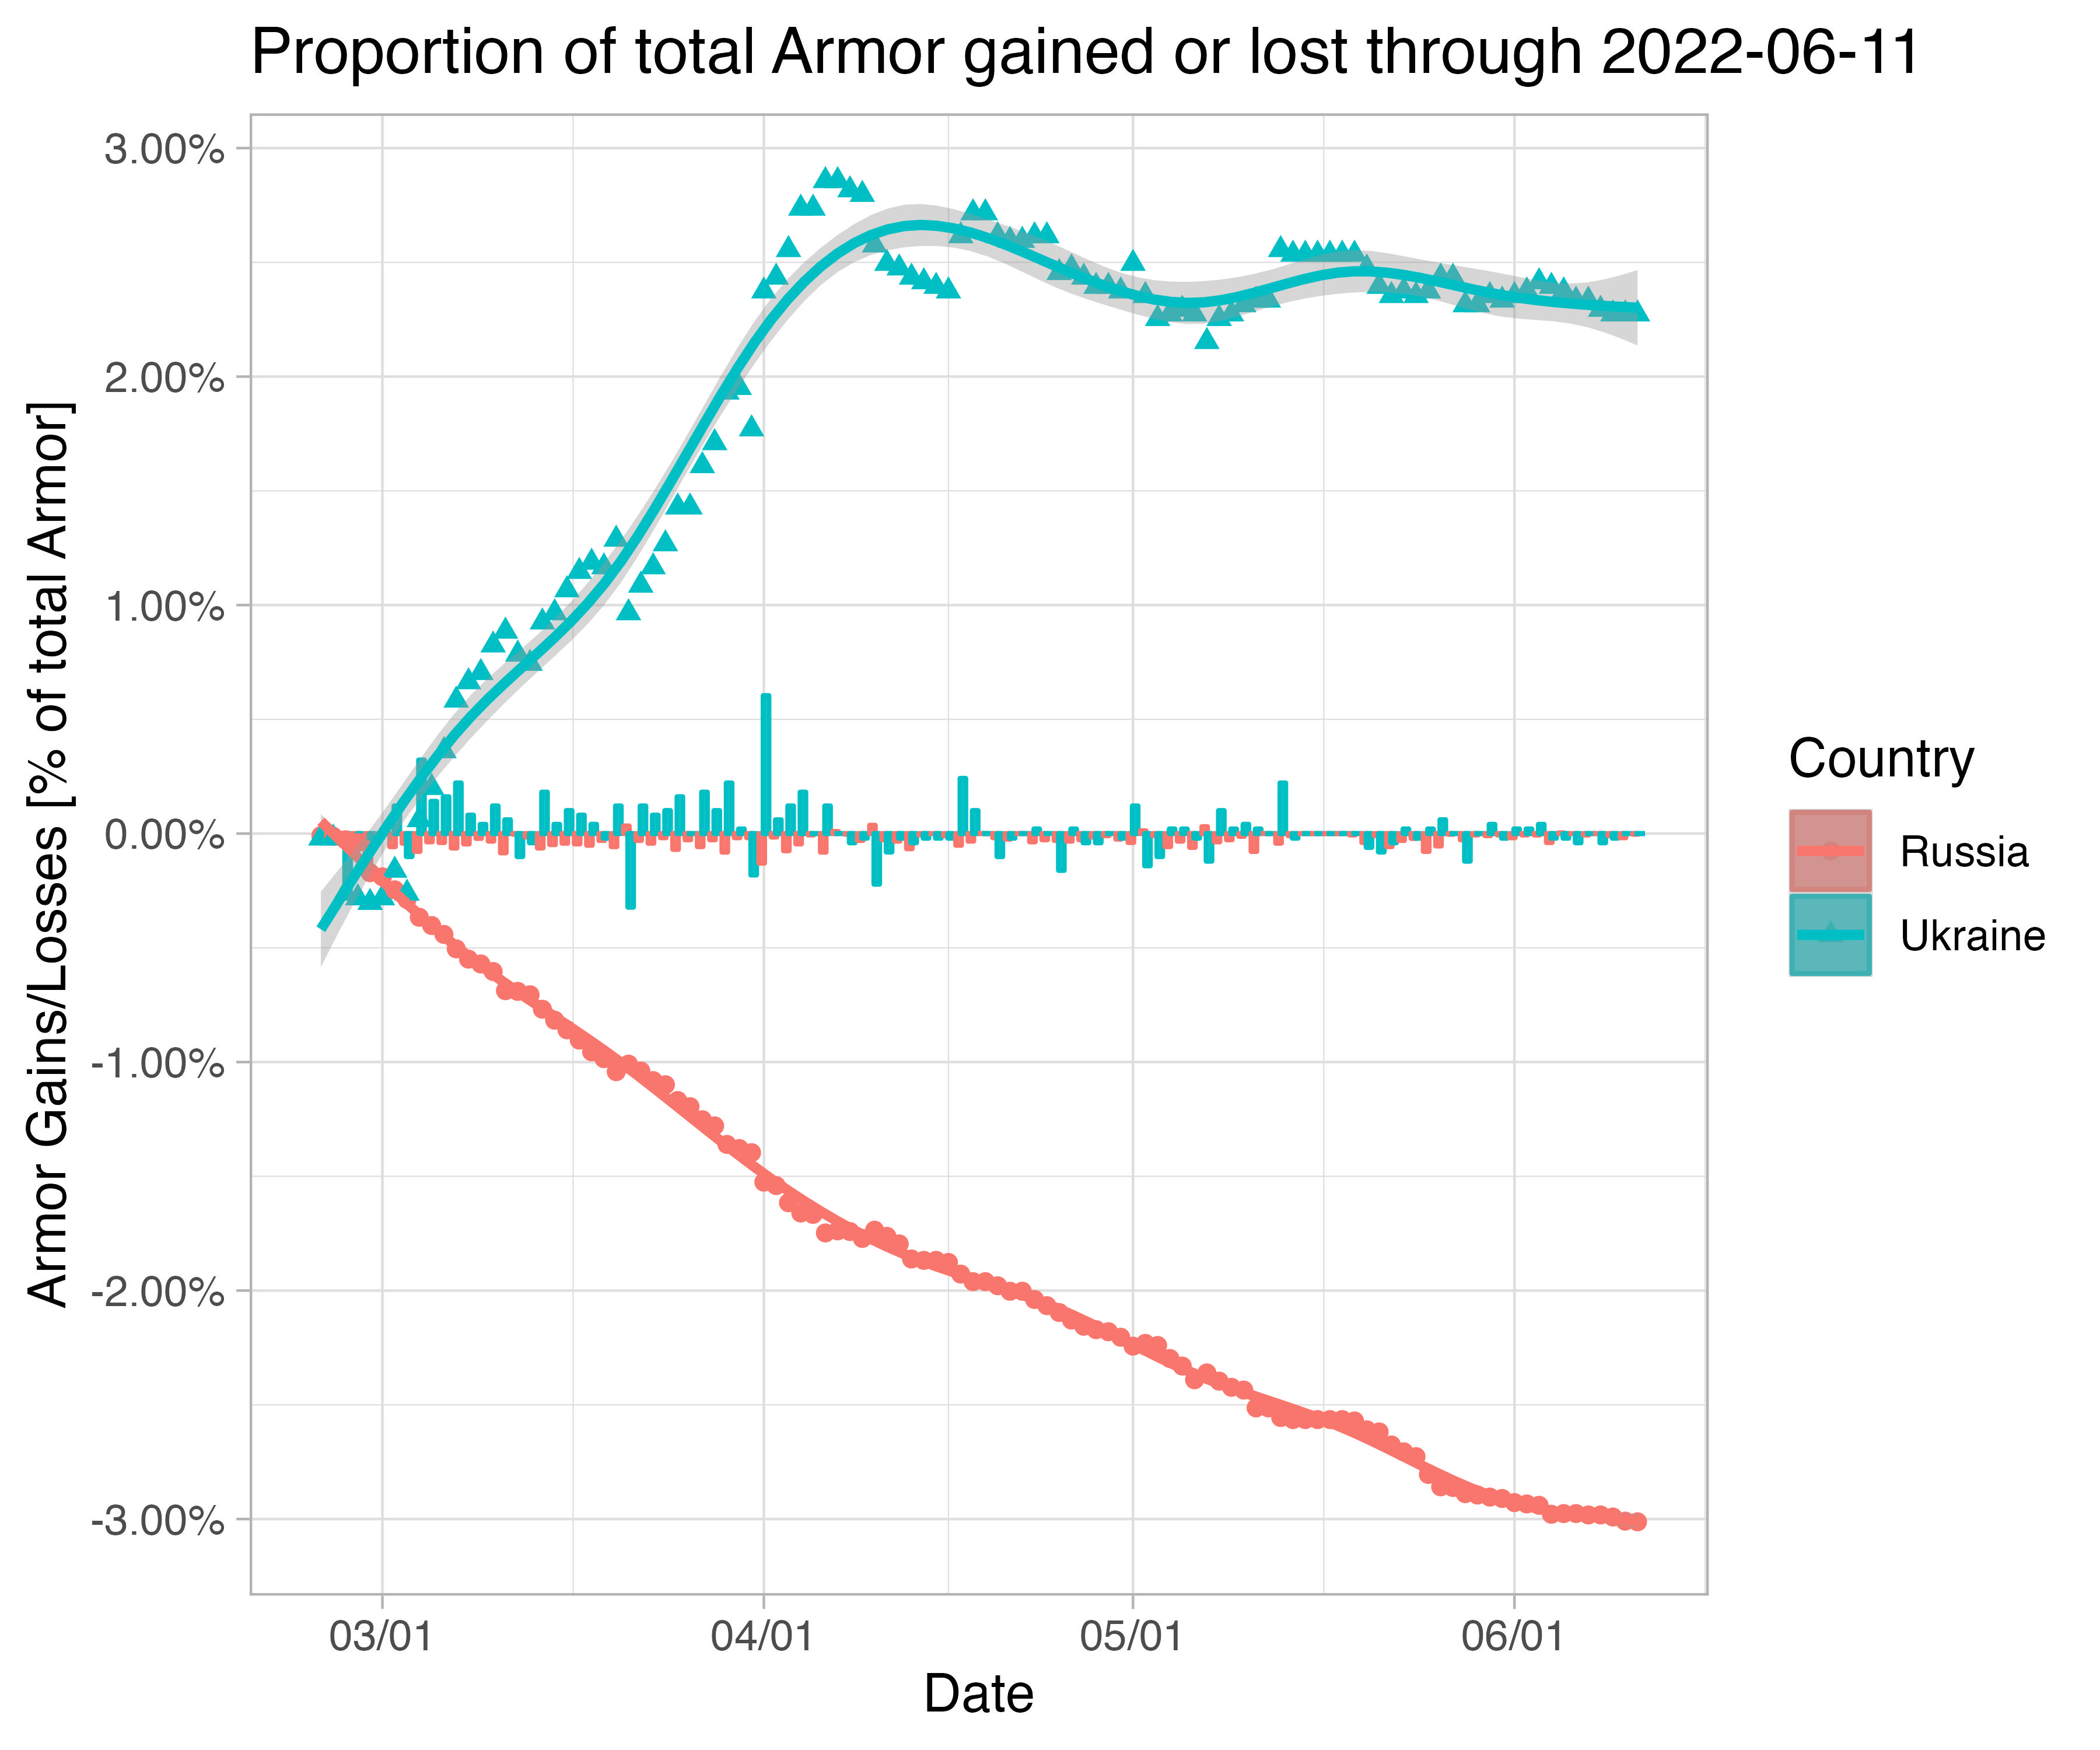 Proportion of total Armor gained or lost through 2022-06-11
Armor Gains/Losses [% of total Armor]
3.00%
2.00%
1.00%
0.00%
-1.00%
-2.00%
-3.00%
03/01
04/01
05/01
06/01
Date
Country
Russia
Ukraine